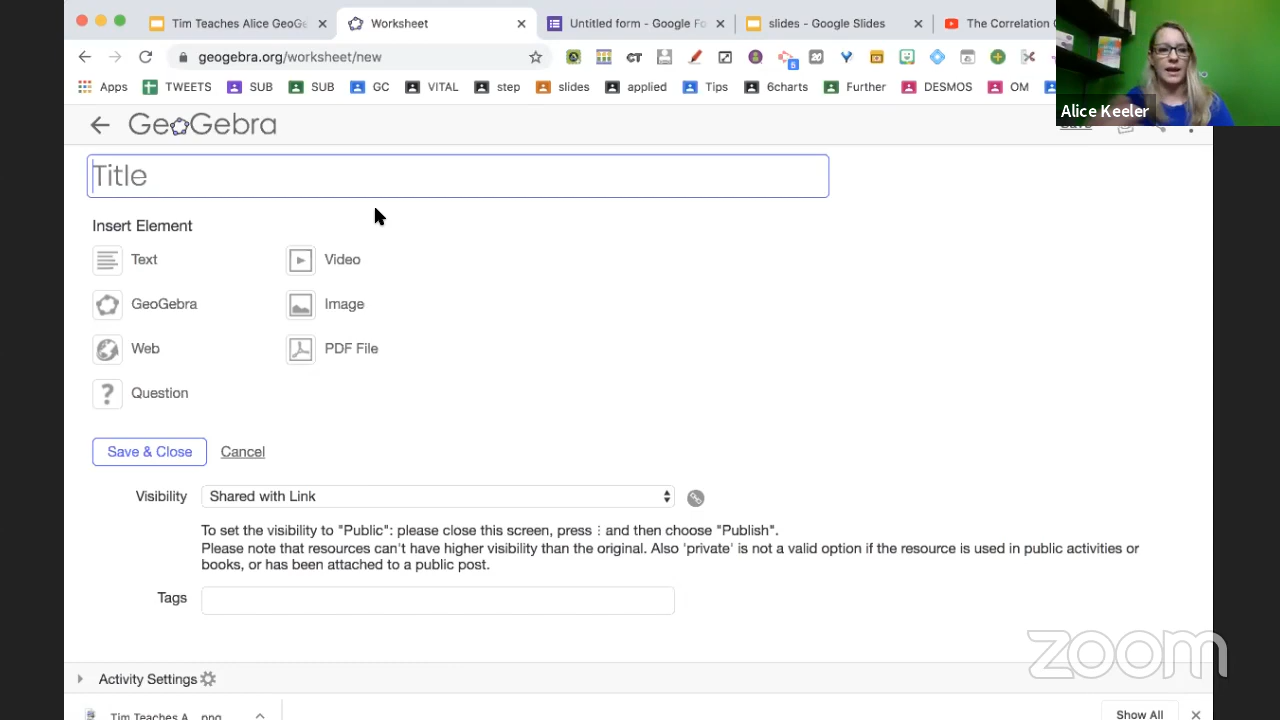 Tim Teaches Alice GeoGe
Worksheet
Untitled form - Google Fo
slides - Google Slides
The Correlation C
geogebra.org/worksheet/new
Apps
TWEETS
SUB
SUB
GC
VITAL
step
slides
applied
Tips
6charts
Further
DESMOS
OM
Alice Keeler
GeoGebra
Save
Title
Insert Element
Text
Video
GeoGebra
Image
Web
PDF File
Question
Save & Close
Cancel
Visibility
Shared with Link
To set the visibility to "Public": please close this screen, press ⋮ and then choose "Publish".
Please note that resources can't have higher visibility than the original. Also 'private' is not a valid option if the resource is used in public activities or
books, or has been attached to a public post.
Tags
zoom
Activity Settings
Tim Teaches A....png
Show All